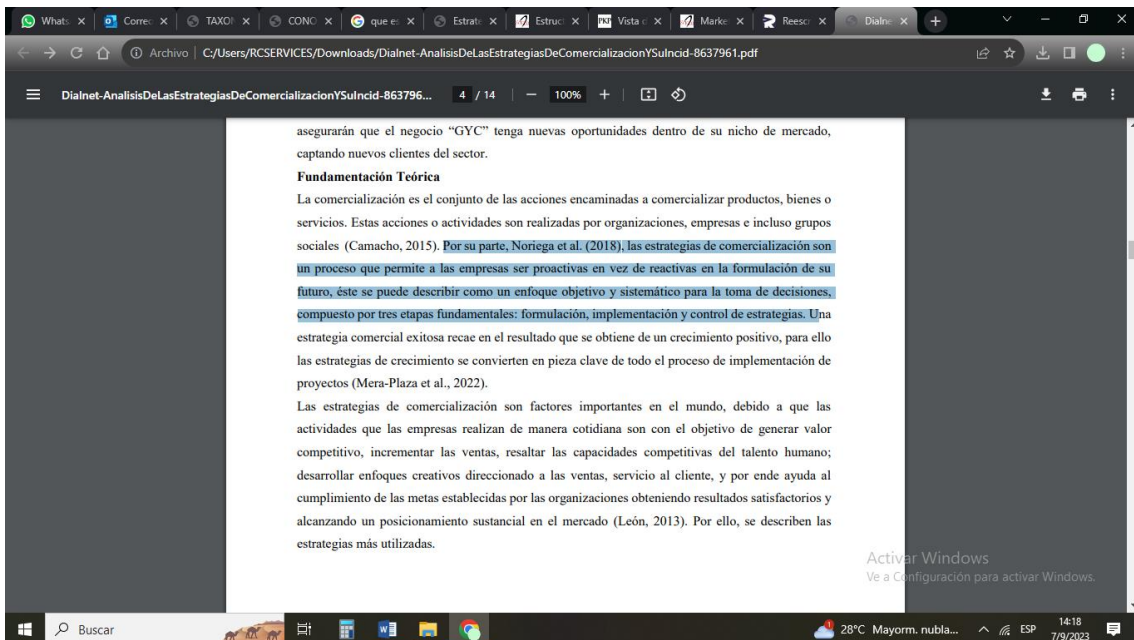 Whats
Correc
TAXON
CONO
que es
Estrate
Estruct
PKP
Vista d
Marke
Reescr
Dialne
Archivo | C:/Users/RCSERVICES/Downloads/Dialnet-AnalisisDeLasEstrategiasDeComercializacionYSuIncid-8637961.pdf
Dialnet-AnalisisDeLasEstrategiasDeComercializacionYSuIncid-863796... 4 / 14 | − 100% +
asegurarán que el negocio “GYC” tenga nuevas oportunidades dentro de su nicho de mercado,
captando nuevos clientes del sector.
Fundamentación Teórica
La comercialización es el conjunto de las acciones encaminadas a comercializar productos, bienes o
servicios. Estas acciones o actividades son realizadas por organizaciones, empresas e incluso grupos
sociales (Camacho, 2015). Por su parte, Noriega et al. (2018), las estrategias de comercialización son
un proceso que permite a las empresas ser proactivas en vez de reactivas en la formulación de su
futuro, éste se puede describir como un enfoque objetivo y sistemático para la toma de decisiones,
compuesto por tres etapas fundamentales: formulación, implementación y control de estrategias. Una
estrategia comercial exitosa recae en el resultado que se obtiene de un crecimiento positivo, para ello
las estrategias de crecimiento se convierten en pieza clave de todo el proceso de implementación de
proyectos (Mera-Plaza et al., 2022).
Las estrategias de comercialización son factores importantes en el mundo, debido a que las
actividades que las empresas realizan de manera cotidiana son con el objetivo de generar valor
competitivo, incrementar las ventas, resaltar las capacidades competitivas del talento humano;
desarrollar enfoques creativos direccionado a las ventas, servicio al cliente, y por ende ayuda al
cumplimiento de las metas establecidas por las organizaciones obteniendo resultados satisfactorios y
alcanzando un posicionamiento sustancial en el mercado (León, 2013). Por ello, se describen las
estrategias más utilizadas.
Activar Windows
Ve a Configuración para activar Windows.
Buscar
28°C Mayorm. nubla...
ESP
14:18
7/9/2023